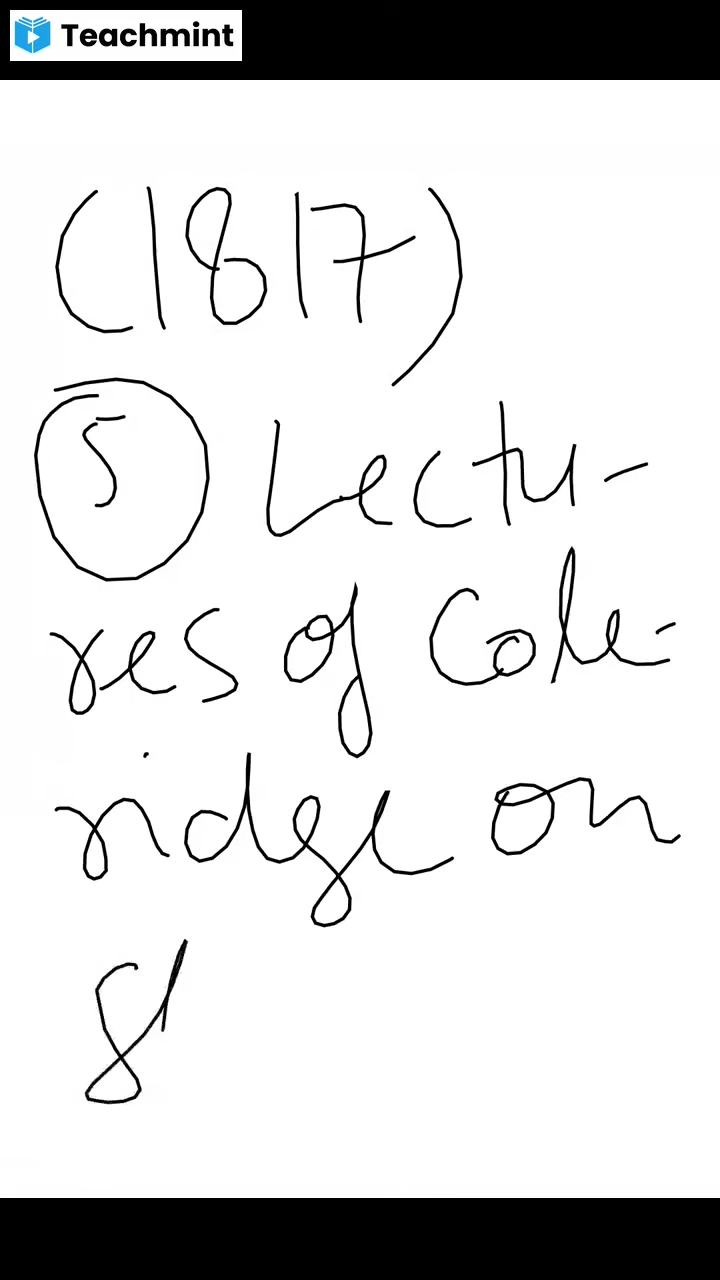 Teachmint
(1817)
5 Lectu-
res of Cole-
ridge on